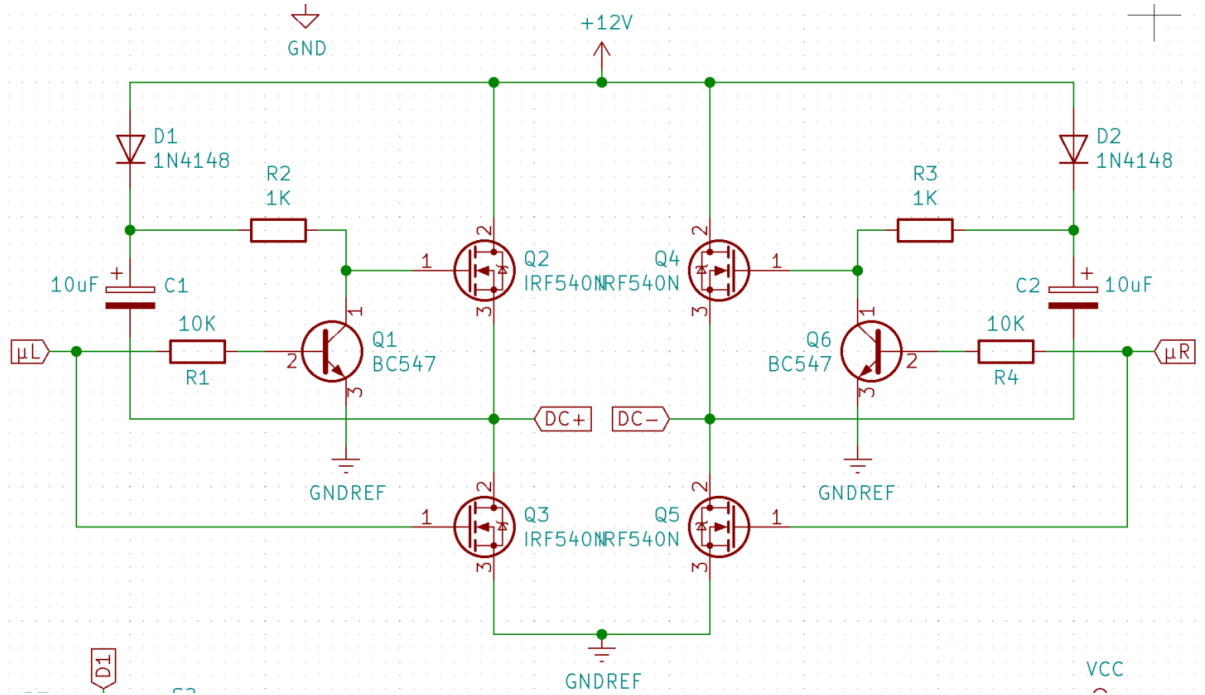 +12V
GND
D1
1N4148
D2
1N4148
R2
1K
R3
1K
2
2
1
Q2
IRF540N
Q4
IRF540N
1
10uF
+
C1
C2
+
10uF
3
3
1
1
10K
10K
µL
R1
2
Q1
BC547
Q6
BC547
2
R4
µR
3
3
DC+
DC-
GNDREF
GNDREF
2
2
1
Q3
IRF540N
Q5
IRF540N
1
3
3
GNDREF
D1
VCC